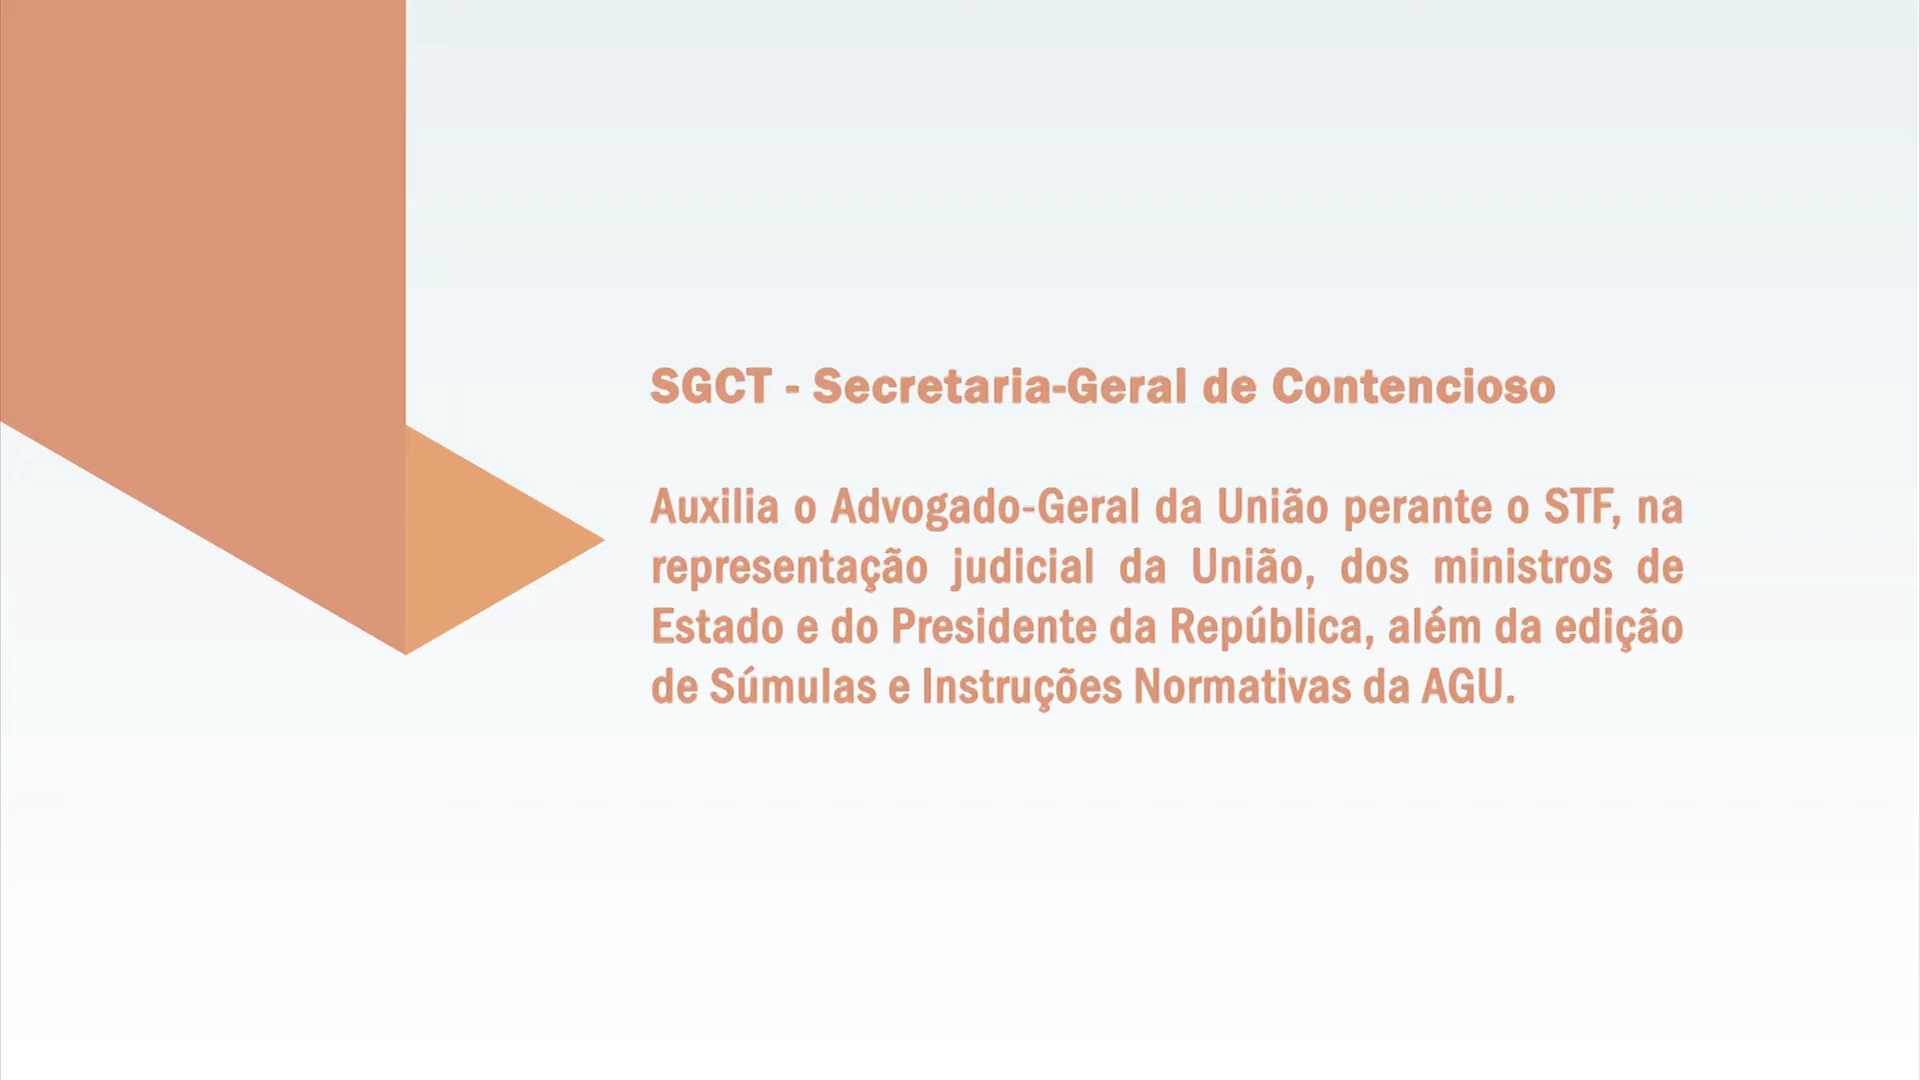 SGCT - Secretaria-Geral de Contencioso
Auxilia o Advogado-Geral da União perante o STF, na
representação judicial da União, dos ministros de
Estado e do Presidente da República, além da edição
de Súmulas e Instruções Normativas da AGU.